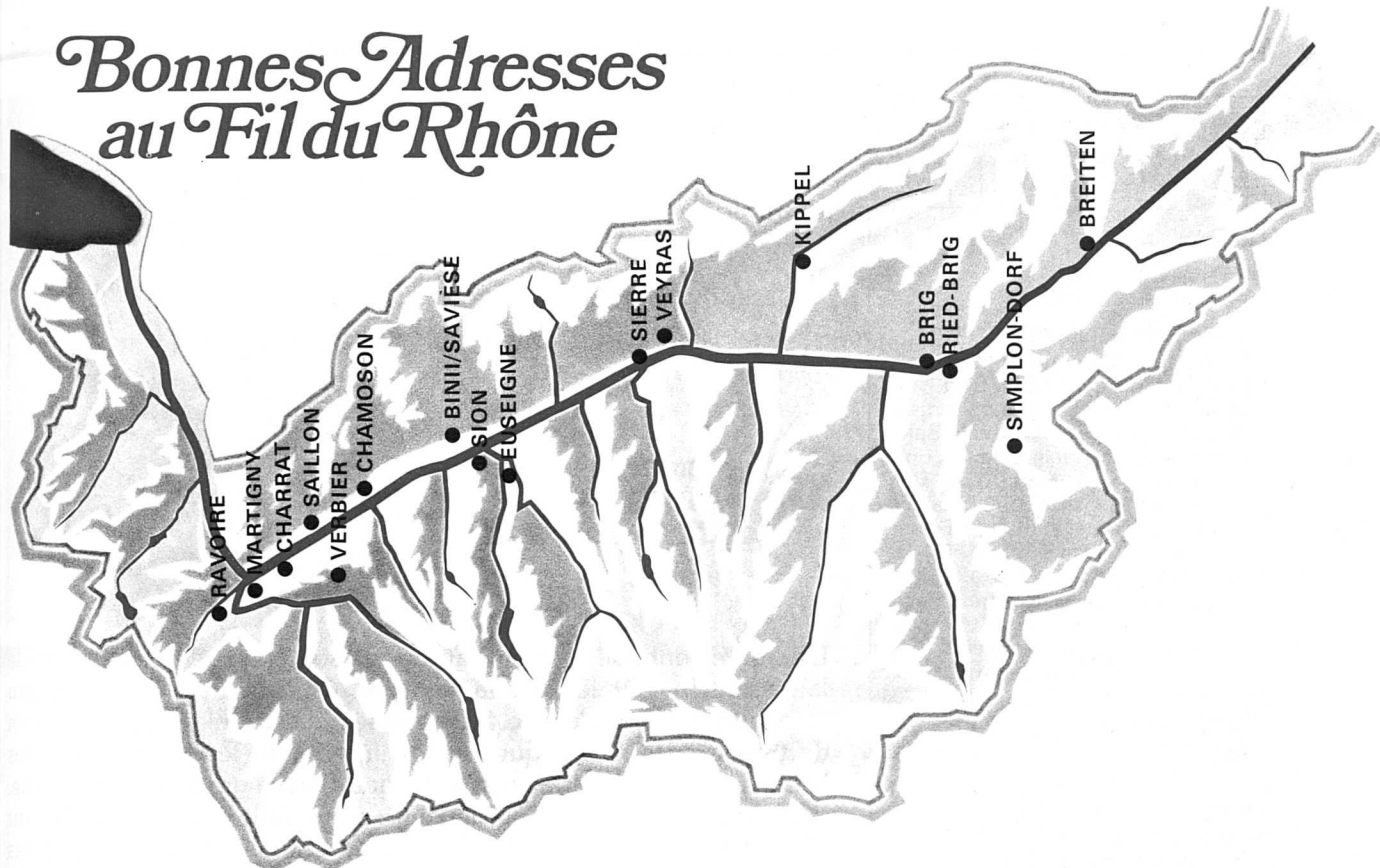 Bonnes Adresses
au Fil du Rhône
RAVOIRE
MARTIGNY
CHARRAT
SAILLON
VERBIER
CHAMOSON
BINII/SAVIÈSE
SION
EUSEIGNE
SIERRE
VEYRAS
KIPPEL
BRIG
RIED-BRIG
SIMPLON-DORF
BREITEN